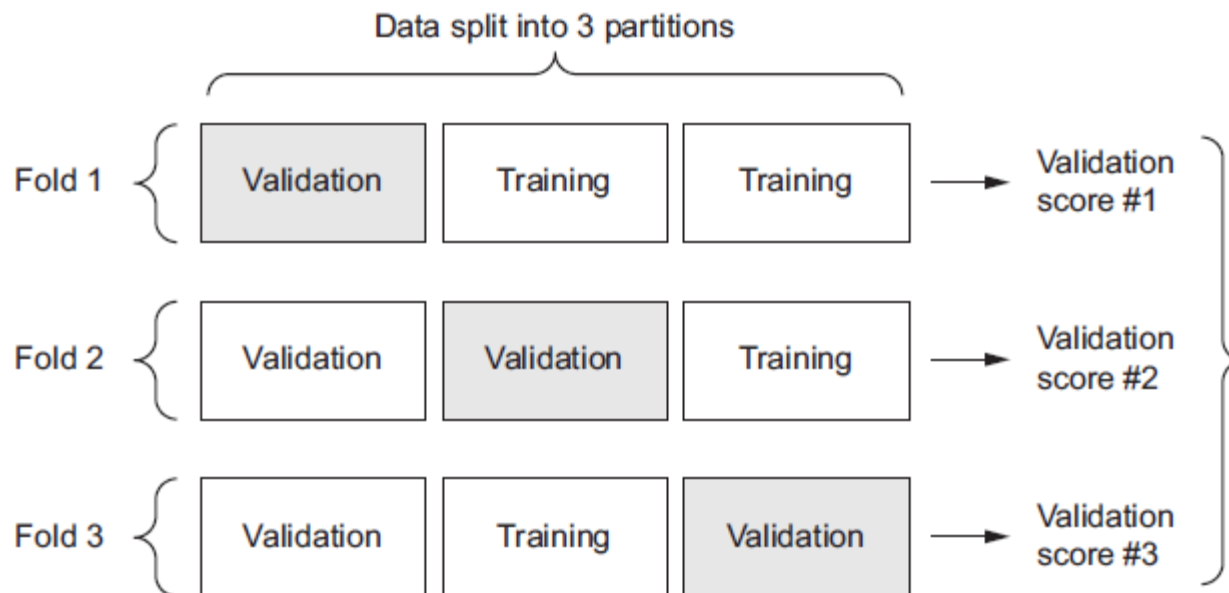 Data split into 3 partitions
Fold 1
Validation
Training
Training
Validation
score #1
Fold 2
Validation
Validation
Training
Validation
score #2
Fold 3
Validation
Training
Validation
Validation
score #3